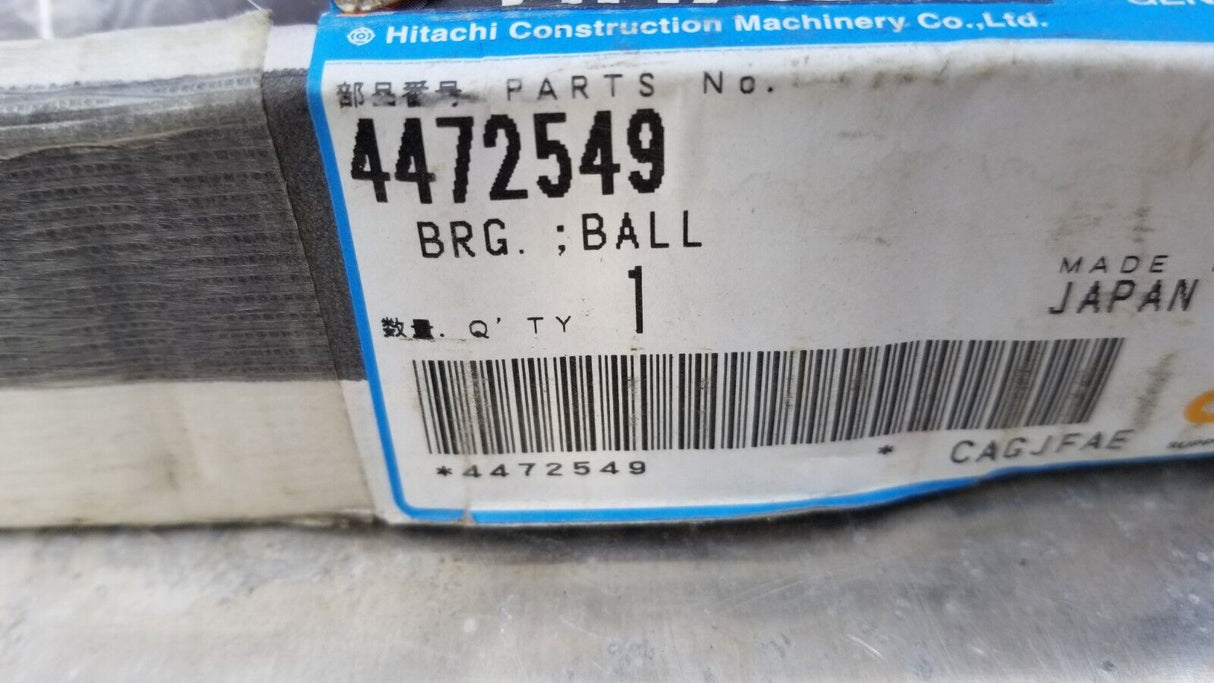 Hitachi Construction Machinery Co.,Ltd.
部品番号 PARTS No.
4472549
BRG. ;BALL
MADE
JAPAN
数量. Q'TY 1
*4472549 * CAGJFAE